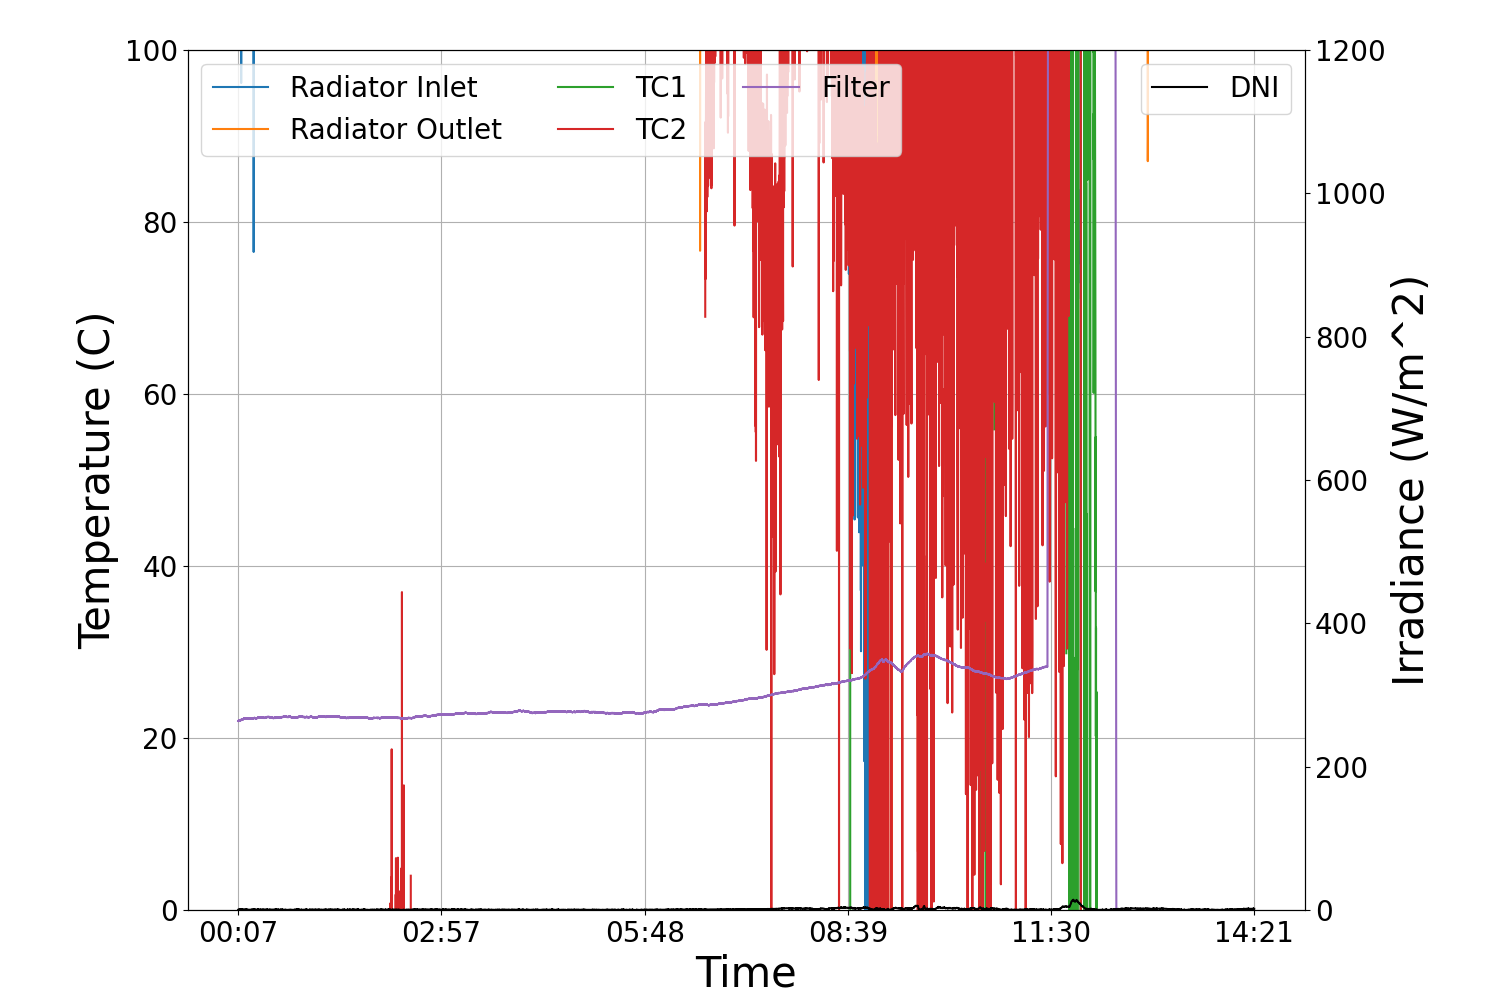 Radiator Inlet
Radiator Outlet
TC1
TC2
Filter
DNI
Temperature (C)
100
80
60
40
20
0
1200
1000
800
600
400
200
0
Irradiance (W/m^2)
00:07 02:57 05:48 08:39 11:30 14:21
Time